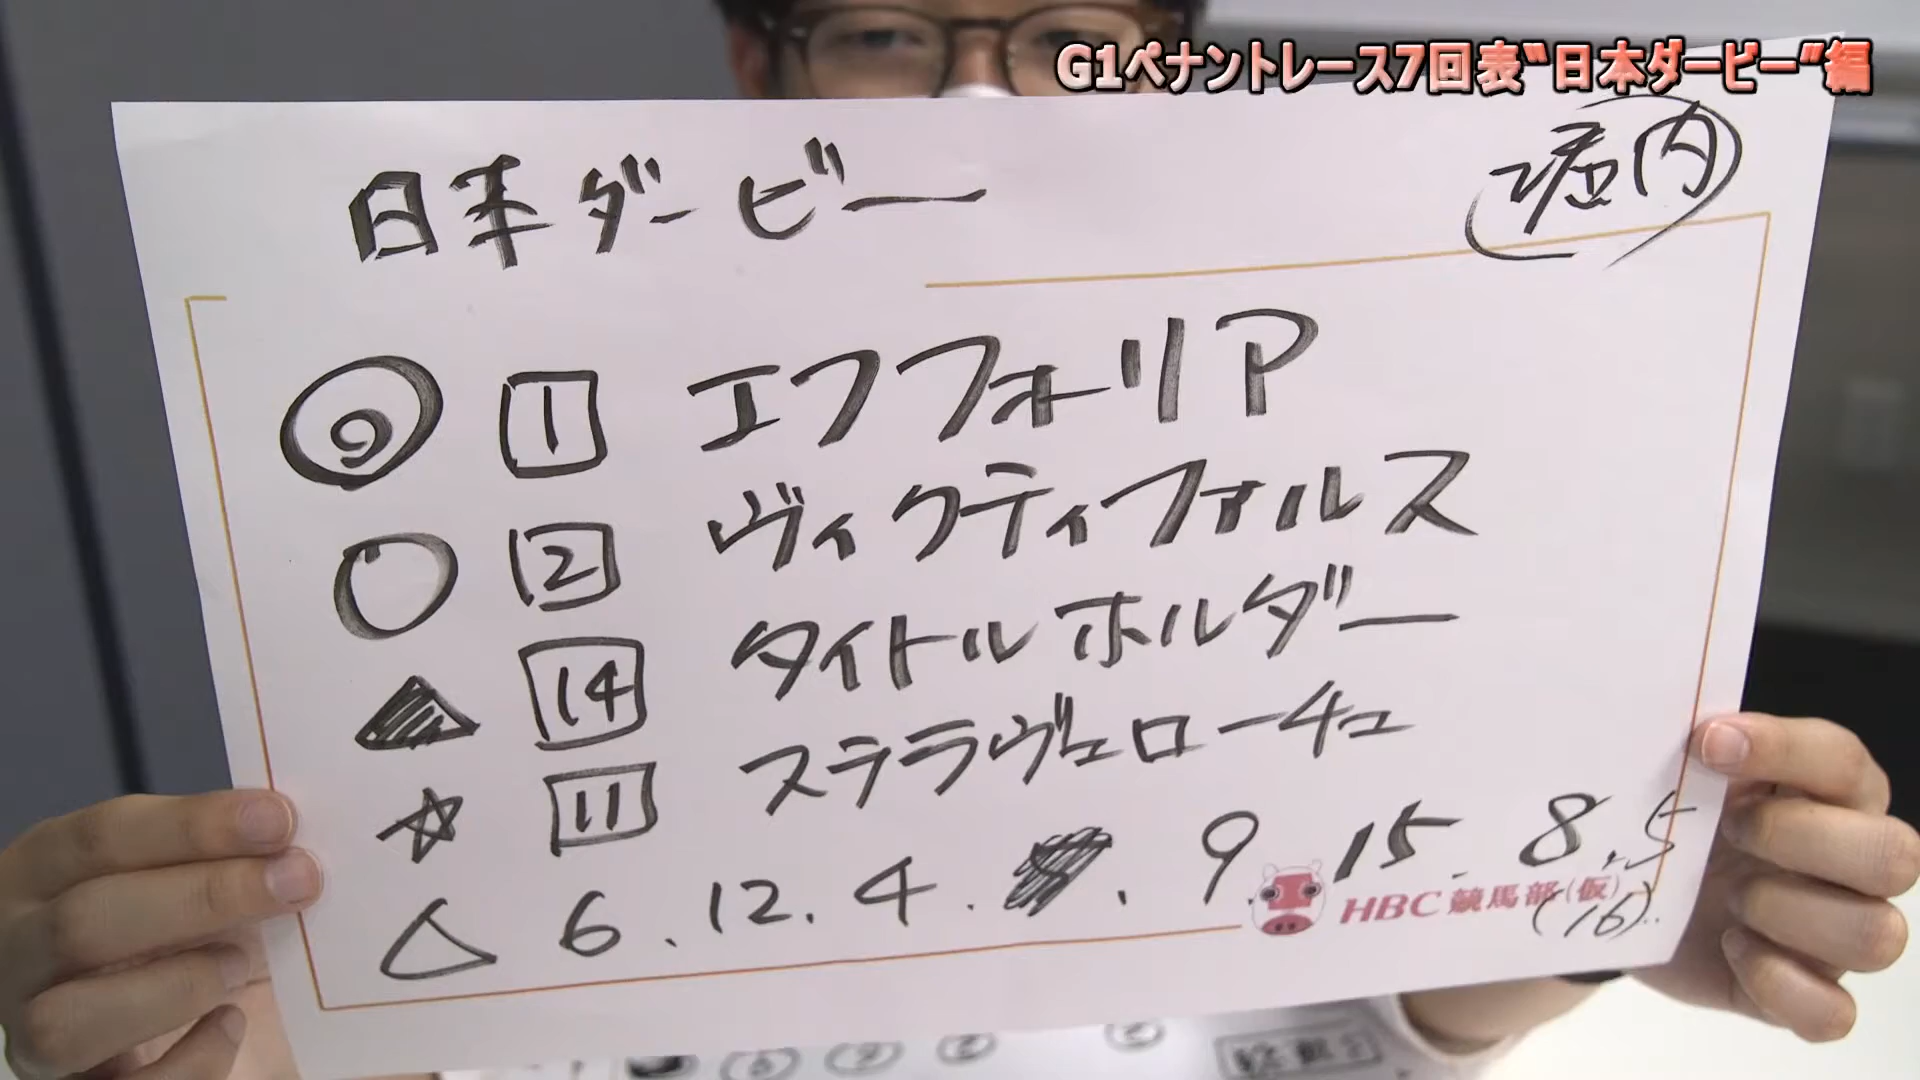 G1ペナントレース7回表“日本ダービー”編
日本ダービー
堀内
◎ 1 エフフォーリア
○ 2 ヴィクティファルス
▲ 14 タイトルホルダー
☆ 11 ステラヴェローチェ
△ 6.12.4.9.15.8.5
(16)
HBC競馬部(仮)